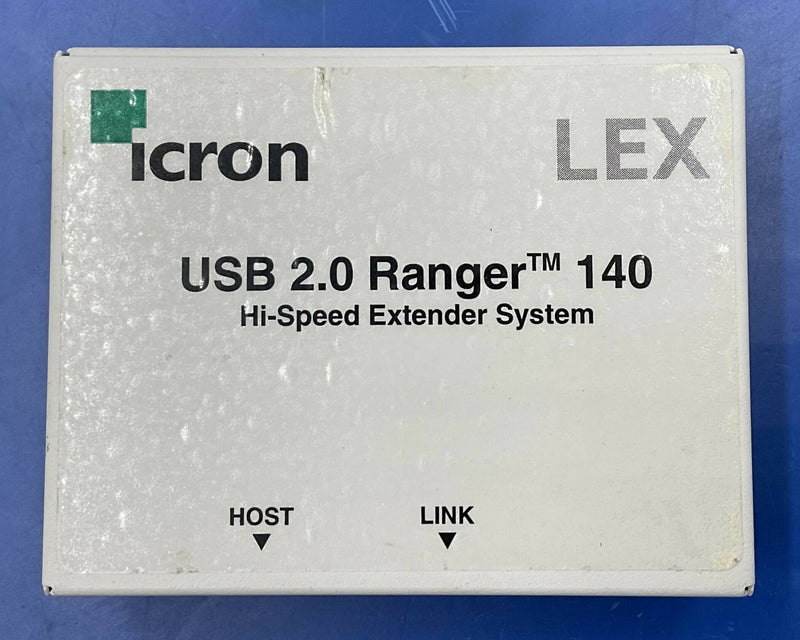 icron
LEX
USB 2.0 Ranger™ 140
Hi-Speed Extender System
HOST LINK
▼ ▼